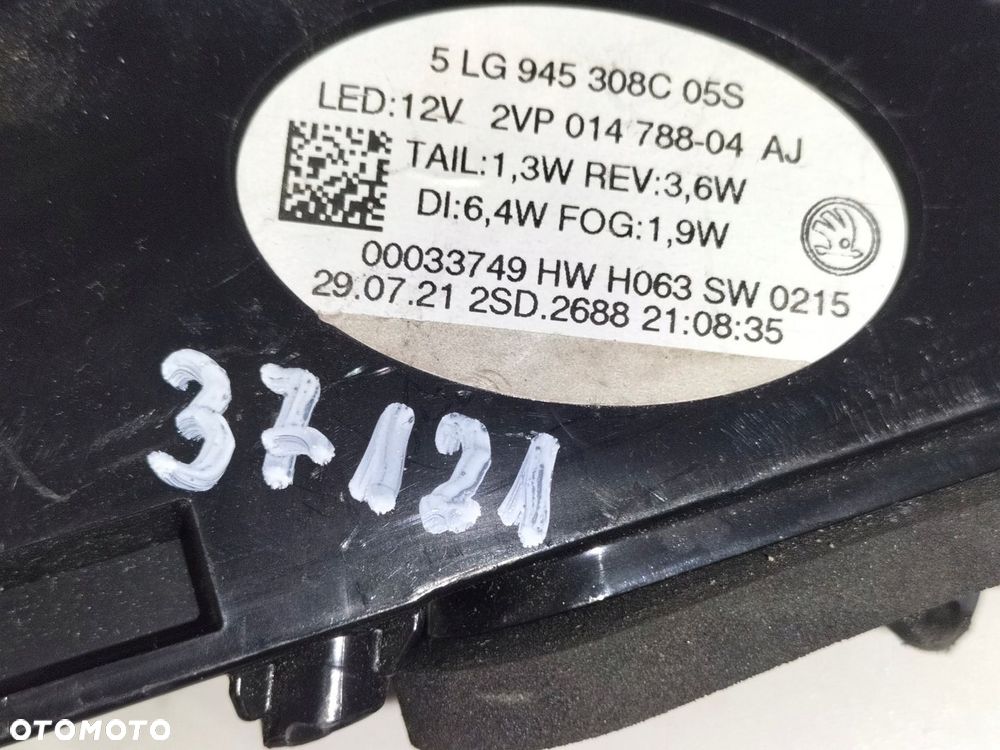 5 LG 945 308C 05S
LED:12V 2VP 014 788-04 AJ
TAIL:1,3W REV:3,6W
DI:6,4W FOG:1,9W
00033749 HW H063 SW 0215
29.07.21 2SD.2688 21:08:35
37121
OTOMOTO